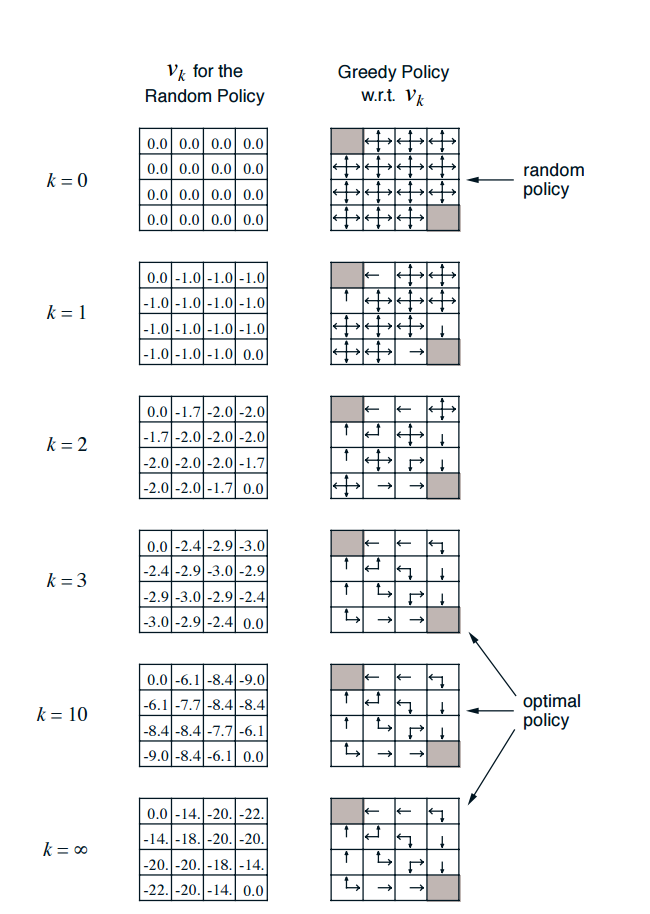 vk for the
Random Policy
Greedy Policy
w.r.t. vk
0.0 0.0 0.0 0.0
0.0 0.0 0.0 0.0
k = 0
0.0 0.0 0.0 0.0
0.0 0.0 0.0 0.0
random
policy
0.0 -1.0 -1.0 -1.0
-1.0 -1.0 -1.0 -1.0
k = 1
-1.0 -1.0 -1.0 -1.0
-1.0 -1.0 -1.0 0.0
0.0 -1.7 -2.0 -2.0
-1.7 -2.0 -2.0 -2.0
k = 2
-2.0 -2.0 -2.0 -1.7
-2.0 -2.0 -1.7 0.0
0.0 -2.4 -2.9 -3.0
-2.4 -2.9 -3.0 -2.9
k = 3
-2.9 -3.0 -2.9 -2.4
-3.0 -2.9 -2.4 0.0
0.0 -6.1 -8.4 -9.0
-6.1 -7.7 -8.4 -8.4
k = 10
-8.4 -8.4 -7.7 -6.1
-9.0 -8.4 -6.1 0.0
optimal
policy
0.0 -14. -20. -22.
-14. -18. -20. -20.
k = ∞
-20. -20. -18. -14.
-22. -20. -14. 0.0